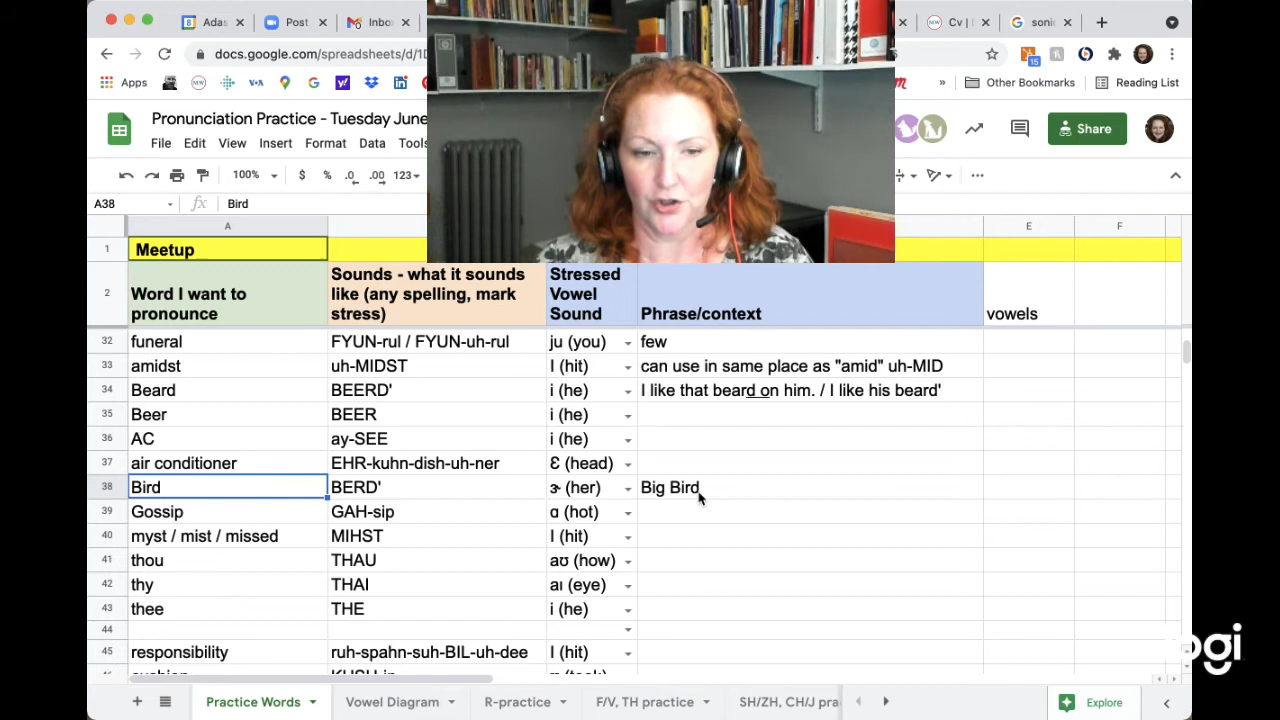 Adas
Post
Inbo
Cv |
soni
docs.google.com/spreadsheets/d/1D
15
Apps
Other Bookmarks
Reading List
Pronunciation Practice - Tuesday June
File Edit View Insert Format Data Tools
Share
100% $ % .0 .00 123
A38 fx Bird
A E F
1 Meetup
2 Word I want to pronounce Sounds - what it sounds like (any spelling, mark stress) Stressed Vowel Sound Phrase/context vowels
32 funeral FYUN-rul / FYUN-uh-rul ju (you) few
33 amidst uh-MIDST I (hit) can use in same place as "amid" uh-MID
34 Beard BEERD' i (he) I like that beard on him. / I like his beard'
35 Beer BEER i (he)
36 AC ay-SEE i (he)
37 air conditioner EHR-kuhn-dish-uh-ner Ɛ (head)
38 Bird BERD' ɚ (her) Big Bird
39 Gossip GAH-sip ɑ (hot)
40 myst / mist / missed MIHST I (hit)
41 thou THAU aʊ (how)
42 thy THAI aɪ (eye)
43 thee THE i (he)
44
45 responsibility ruh-spahn-suh-BIL-uh-dee I (hit)
Practice Words Vowel Diagram R-practice F/V, TH practice SH/ZH, CH/J pra Explore